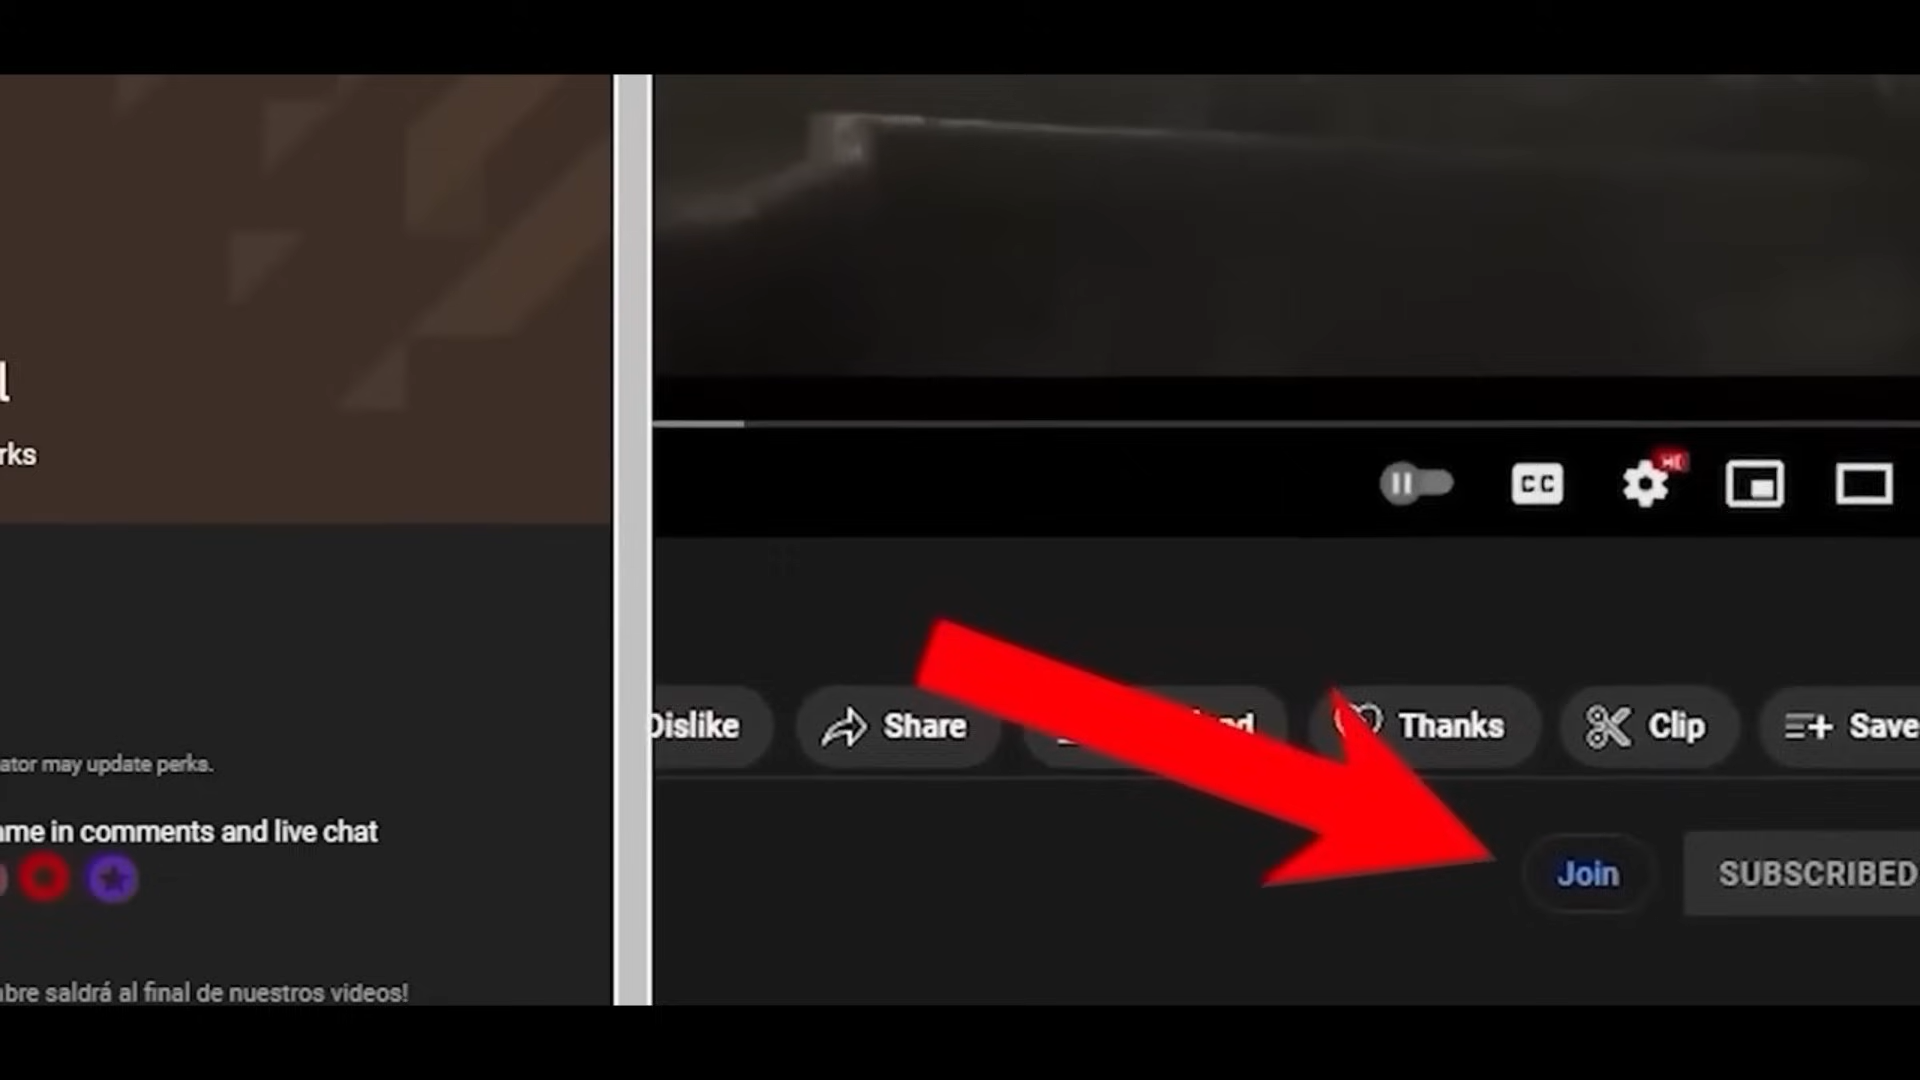 l
rks
ator may update perks.
ame in comments and live chat
bre saldrá al final de nuestros videos!
CC
HD
Dislike
Share
Thanks
Clip
Save
Join
SUBSCRIBED